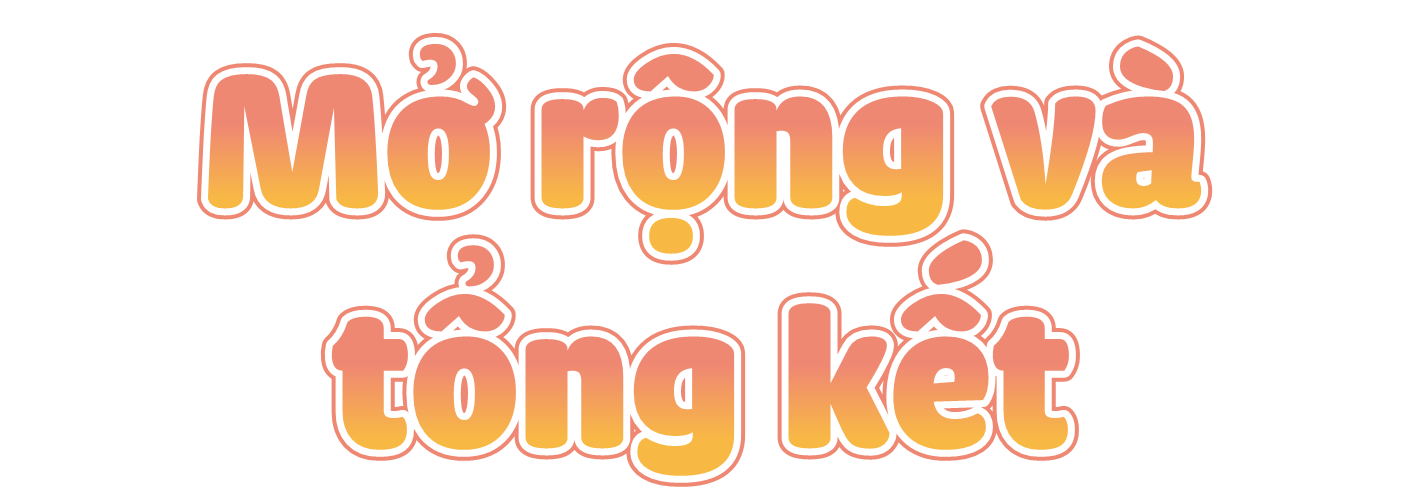 Mở rộng và
tổng kết